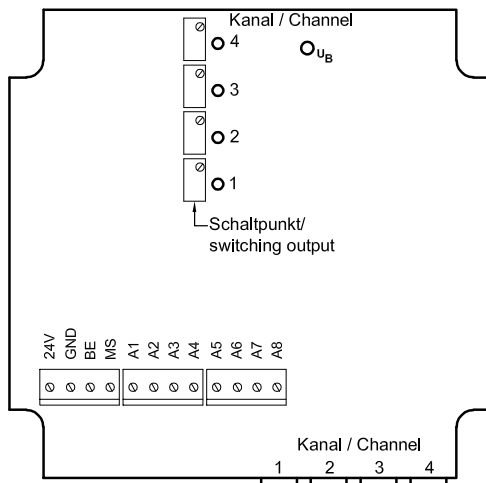 Kanal / Channel
4
U_B
3
2
1
Schaltpunkt/
switching output
24V GND BE MS A1 A2 A3 A4 A5 A6 A7 A8
Kanal / Channel
1 2 3 4